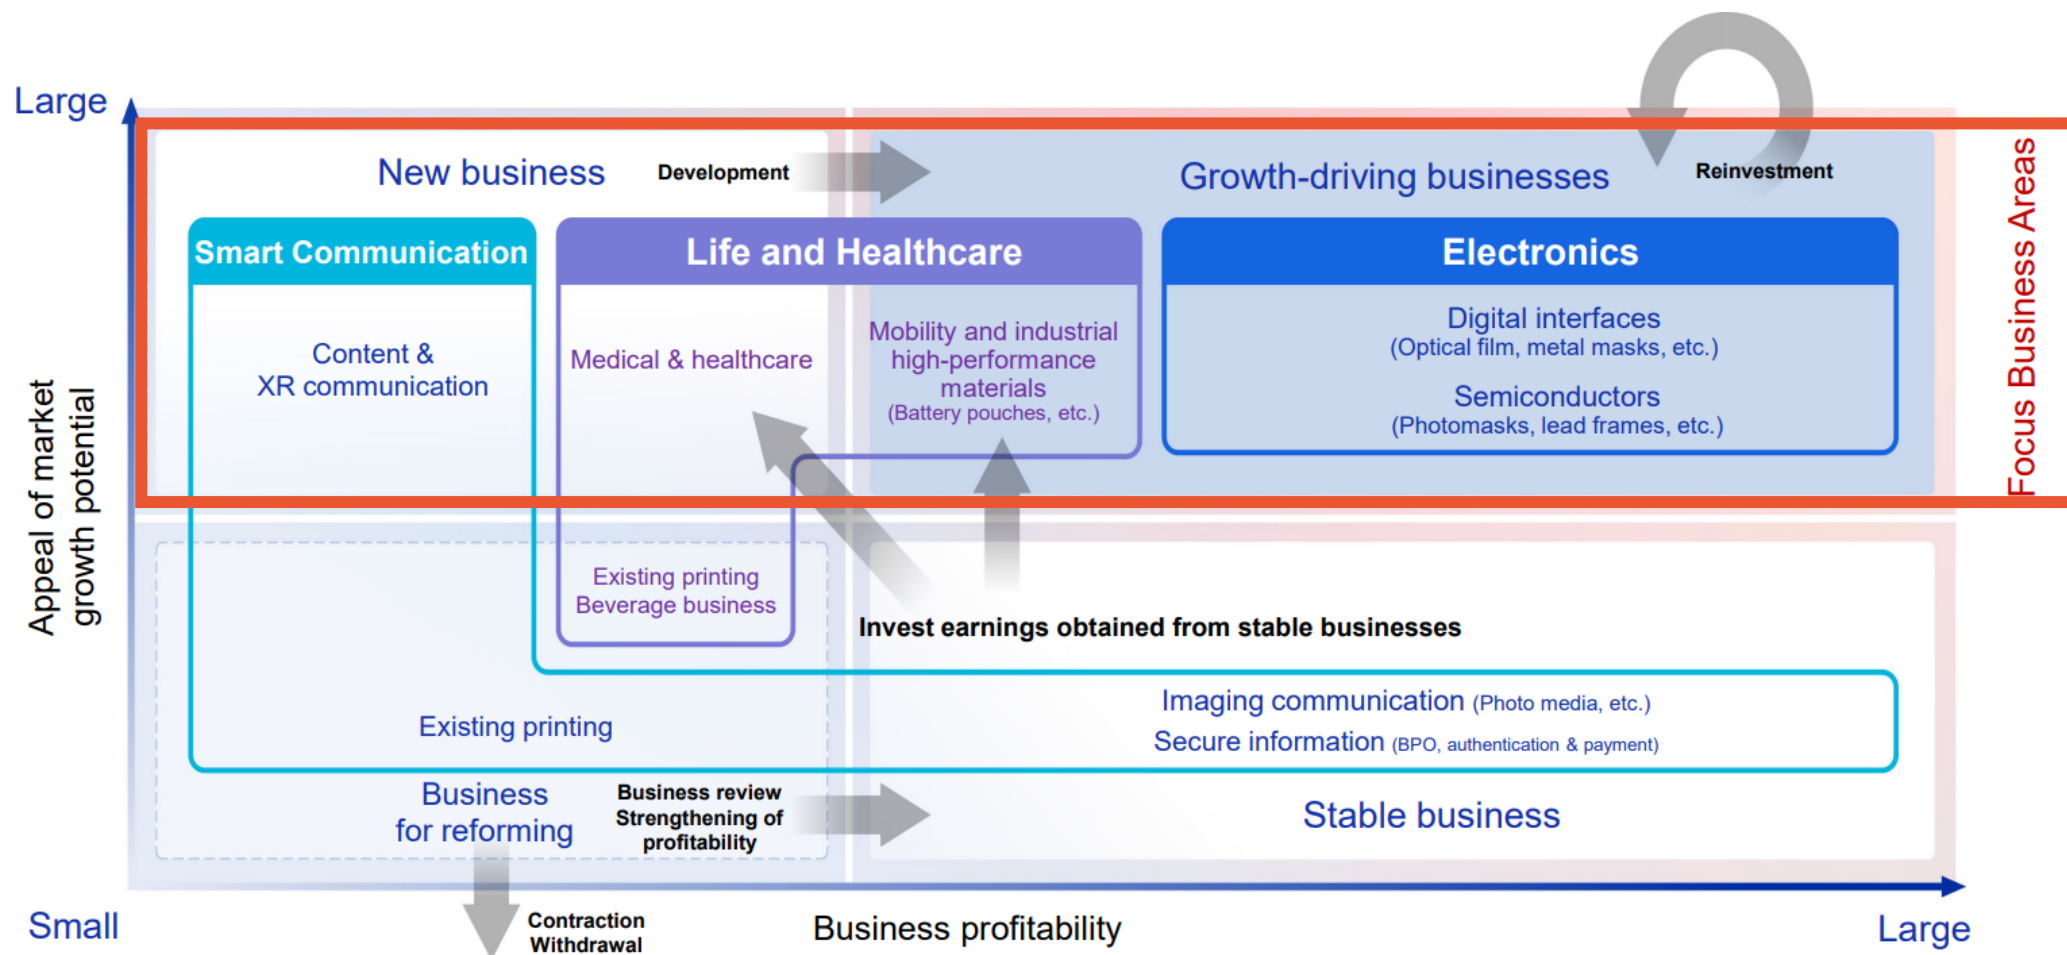 Large
New business
Development
Growth-driving businesses
Reinvestment
Focus Business Areas
Smart Communication
Life and Healthcare
Electronics
Content &
XR communication
Medical & healthcare
Mobility and industrial
high-performance
materials
(Battery pouches, etc.)
Digital interfaces
(Optical film, metal masks, etc.)
Semiconductors
(Photomasks, lead frames, etc.)
Appeal of market
growth potential
Existing printing
Beverage business
Invest earnings obtained from stable businesses
Existing printing
Imaging communication (Photo media, etc.)
Secure information (BPO, authentication & payment)
Business
for reforming
Business review
Strengthening of
profitability
Stable business
Small
Contraction
Withdrawal
Business profitability
Large